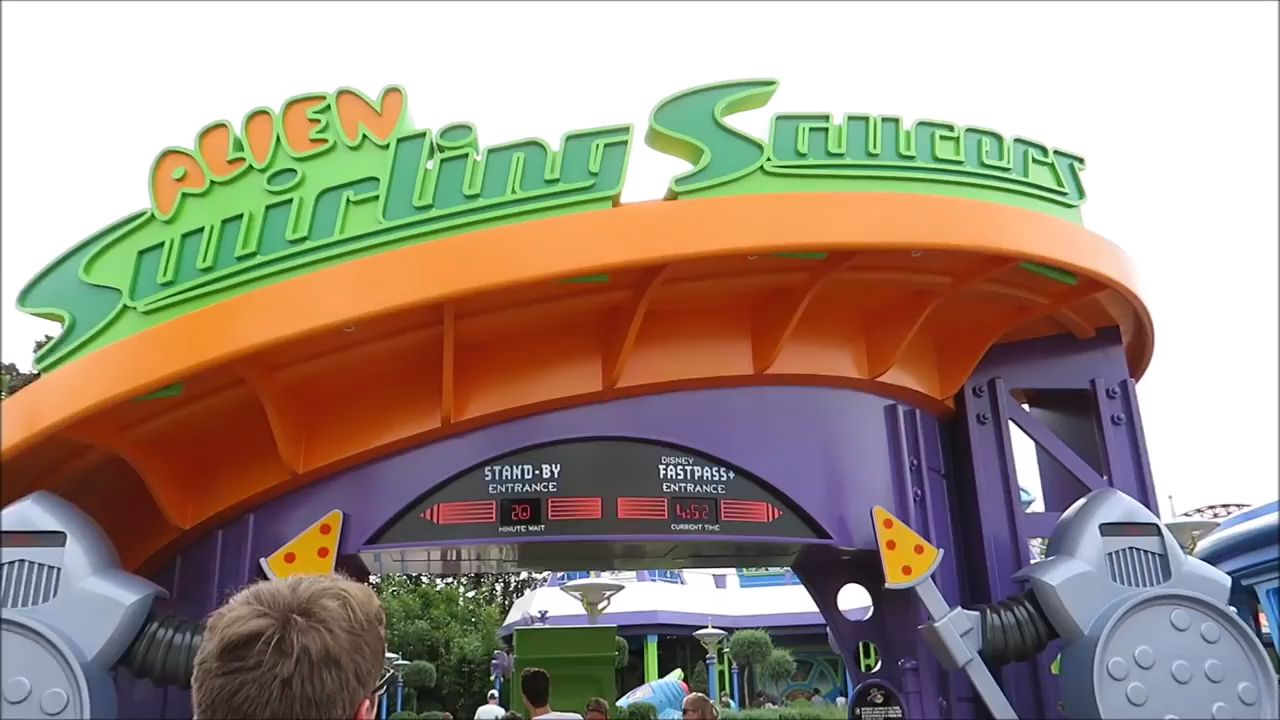 ALIEN
Swirling Saucers
STAND-BY
ENTRANCE
20
MINUTE WAIT
DISNEY
FASTPASS+
ENTRANCE
4:52
CURRENT TIME